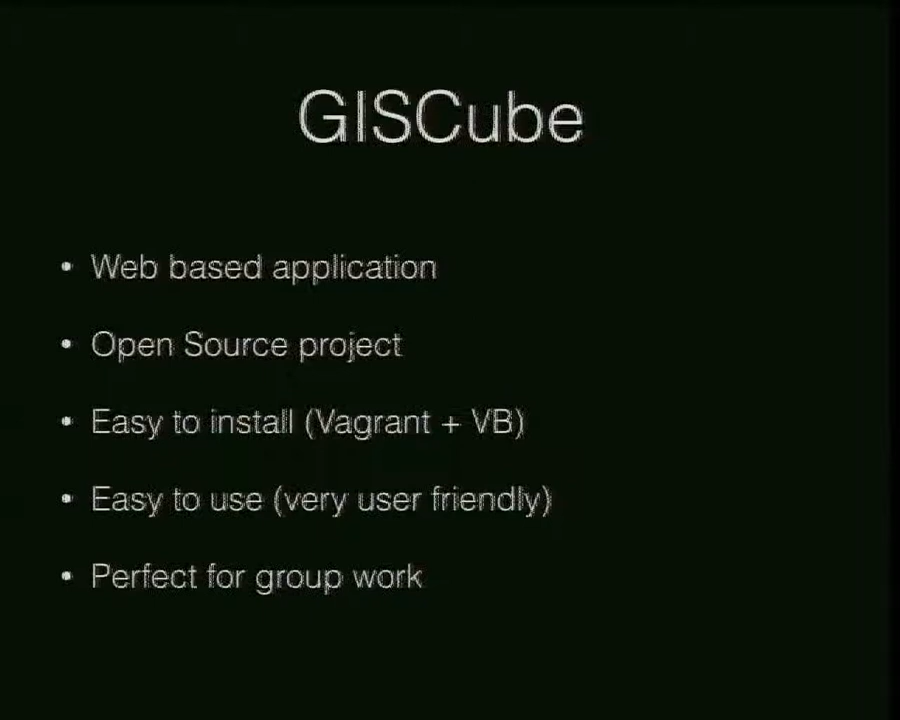 GISCube
• Web based application
• Open Source project
• Easy to install (Vagrant + VB)
• Easy to use (very user friendly)
• Perfect for group work